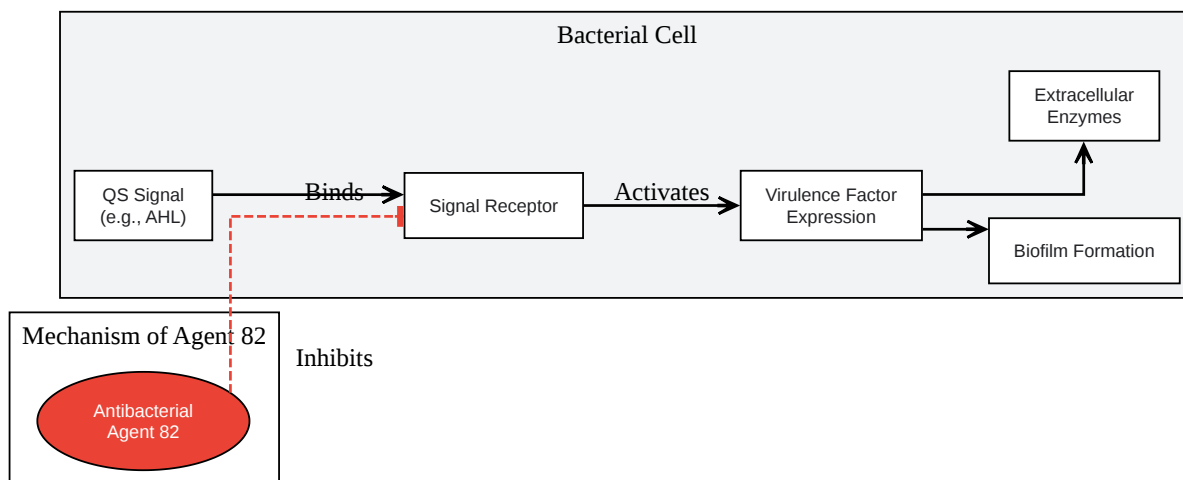 Bacterial Cell
Extracellular
Enzymes
QS Signal
(e.g., AHL)
Binds
Signal Receptor
Activates
Virulence Factor
Expression
Biofilm Formation
Mechanism of Agent 82
Inhibits
Antibacterial
Agent 82